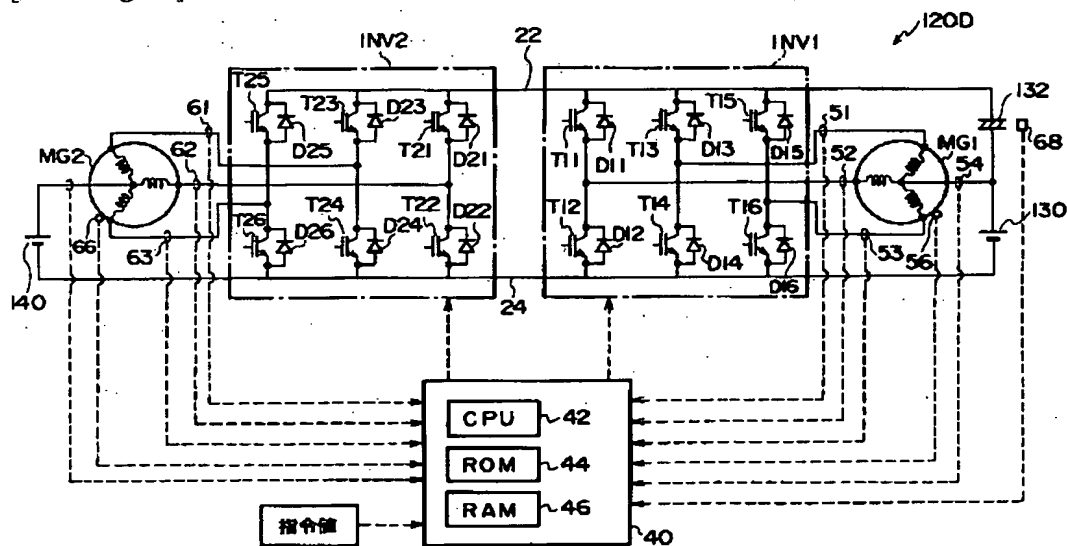 120D
INV2
22
INV1
T25
T23
D23
T21
T15
132
61
D25
D21
T11
D11
T13
D13
D15
51
68
MG2
62
52
MG1
54
T26
T24
T22
D22
T12
D12
T14
T16
66
63
D26
D24
D14
53
56
130
140
24
D16
CPU
42
ROM
44
RAM
46
指令値
40